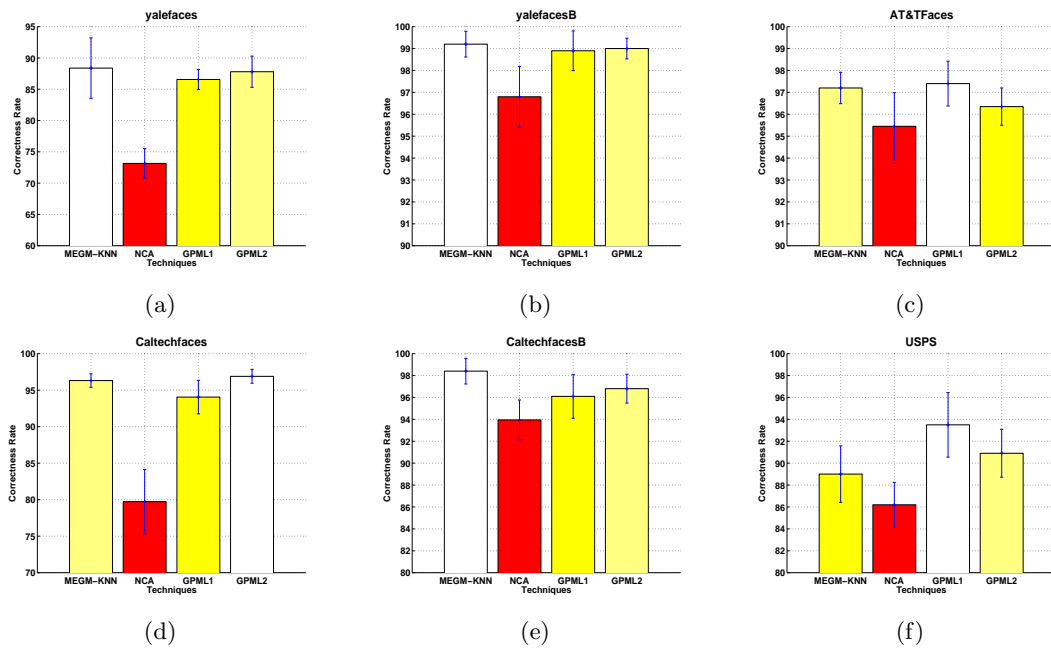 yalefaces
95
90
85
80
75
70
65
60
Correctness Rate
MEGM−KNN NCA GPML1 GPML2
Techniques
(a)
yalefacesB
100
99
98
97
96
95
94
93
92
91
90
Correctness Rate
MEGM−KNN NCA GPML1 GPML2
Techniques
(b)
AT&TFaces
100
99
98
97
96
95
94
93
92
91
90
Correctness Rate
MEGM−KNN NCA GPML1 GPML2
Techniques
(c)
Caltechfaces
100
95
90
85
80
75
70
Correctness Rate
MEGM−KNN NCA GPML1 GPML2
Techniques
(d)
CaltechfacesB
100
98
96
94
92
90
88
86
84
82
80
Correctness Rate
MEGM−KNN NCA GPML1 GPML2
Techniques
(e)
USPS
100
98
96
94
92
90
88
86
84
82
80
Correctness Rate
MEGM−KNN NCA GPML1 GPML2
Techniques
(f)